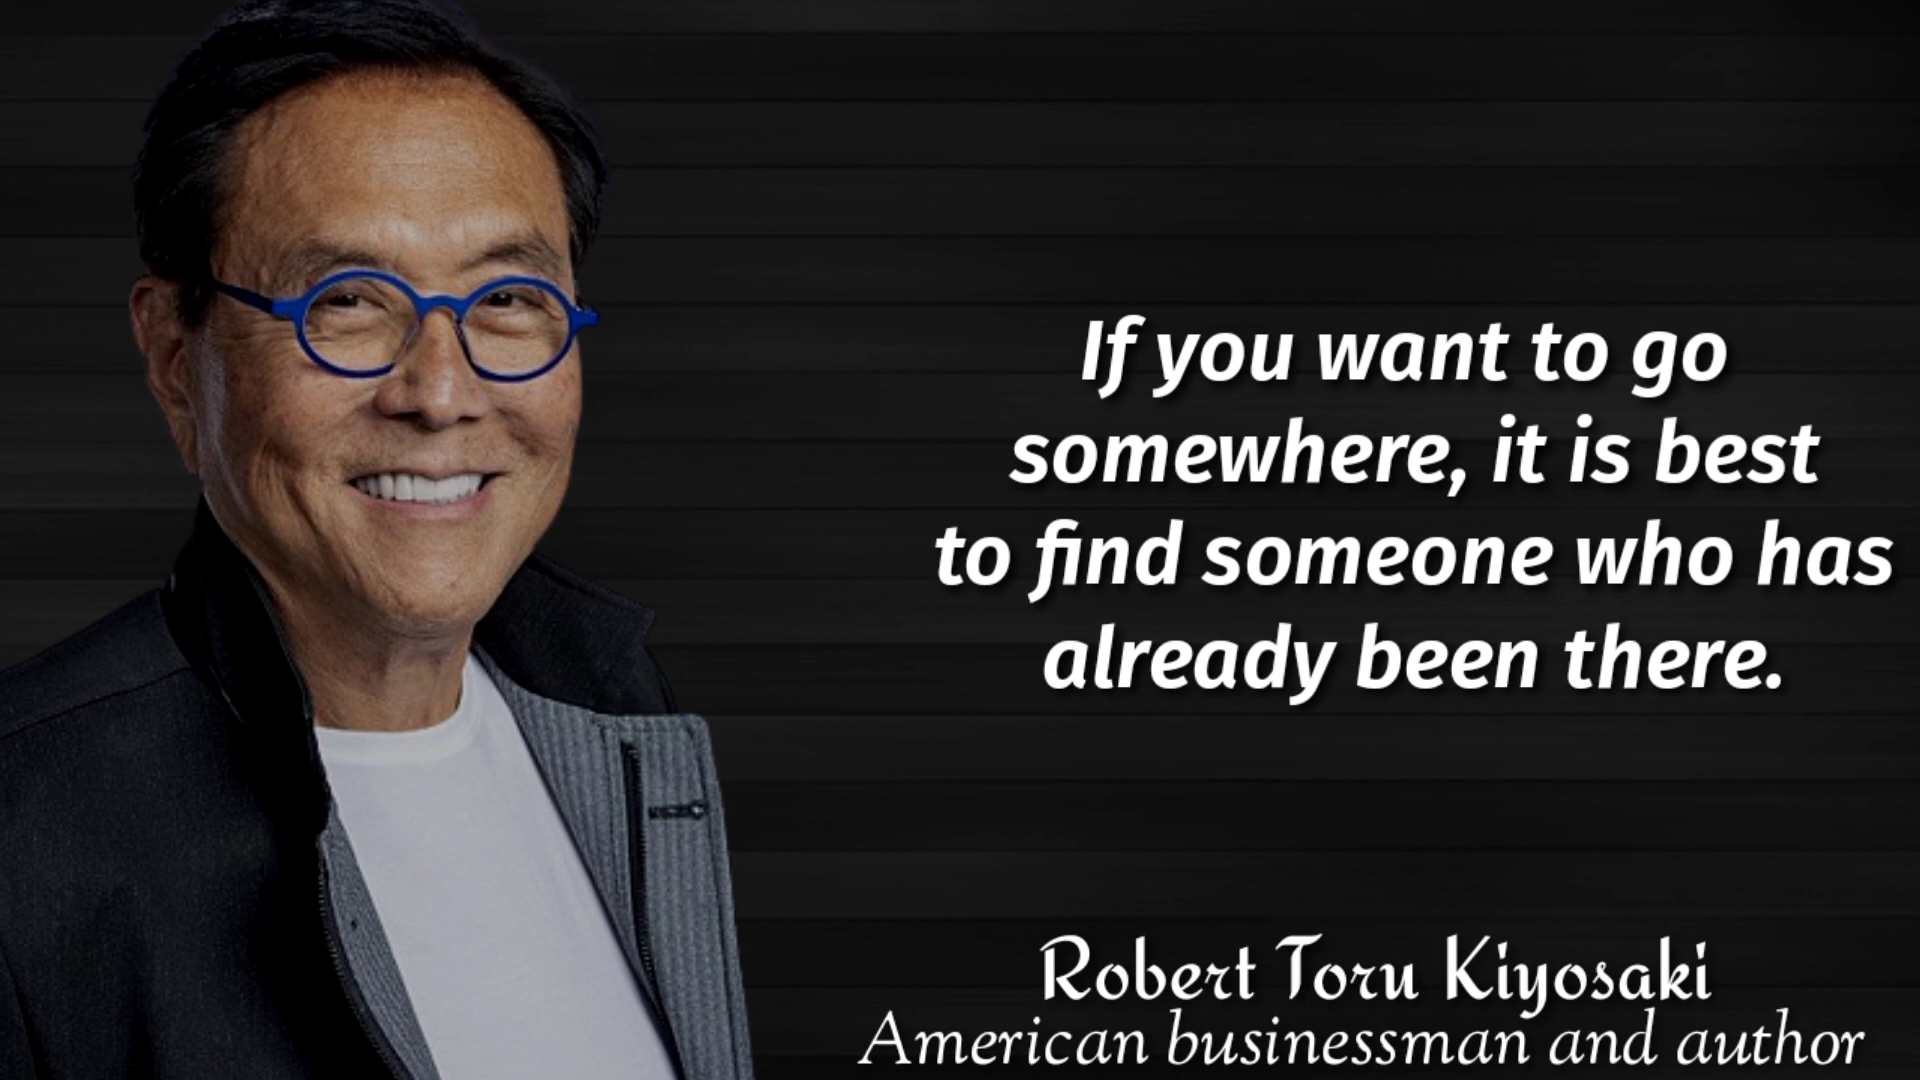 If you want to go
somewhere, it is best
to find someone who has
already been there.
Robert Toru Kiyosaki
American businessman and author